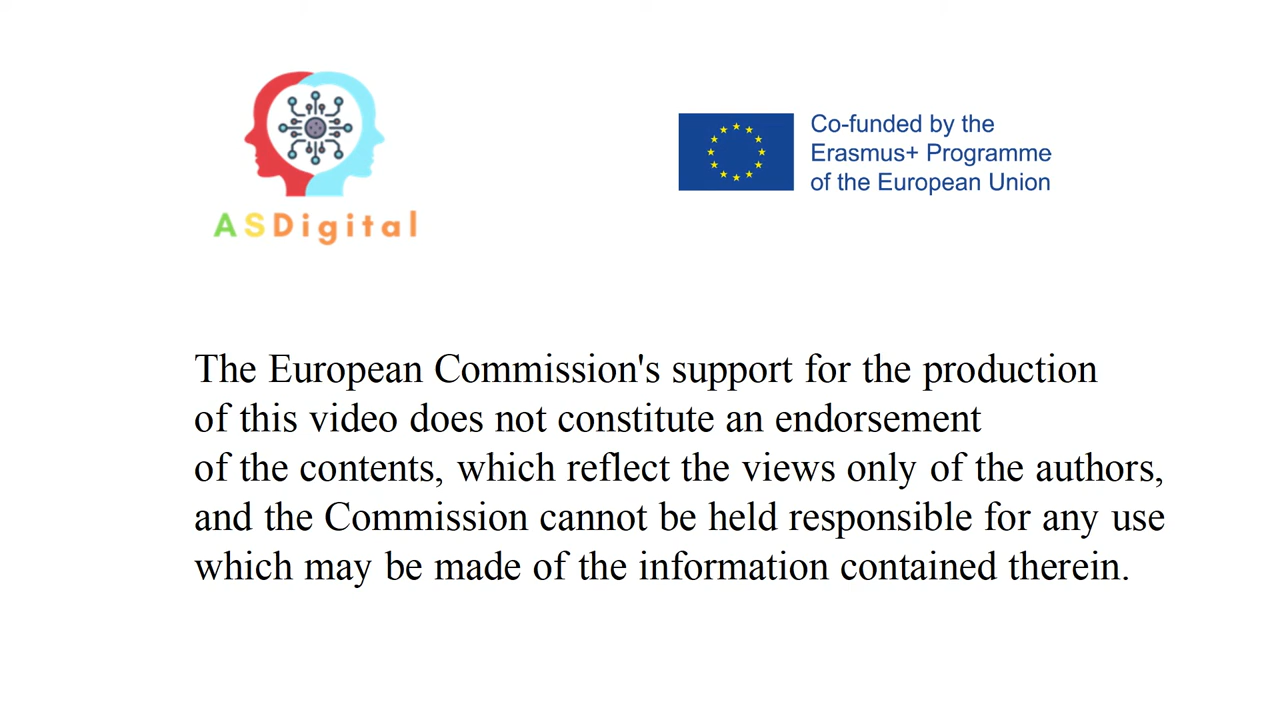 ASDigital
Co-funded by the
Erasmus+ Programme
of the European Union
The European Commission's support for the production
of this video does not constitute an endorsement
of the contents, which reflect the views only of the authors,
and the Commission cannot be held responsible for any use
which may be made of the information contained therein.